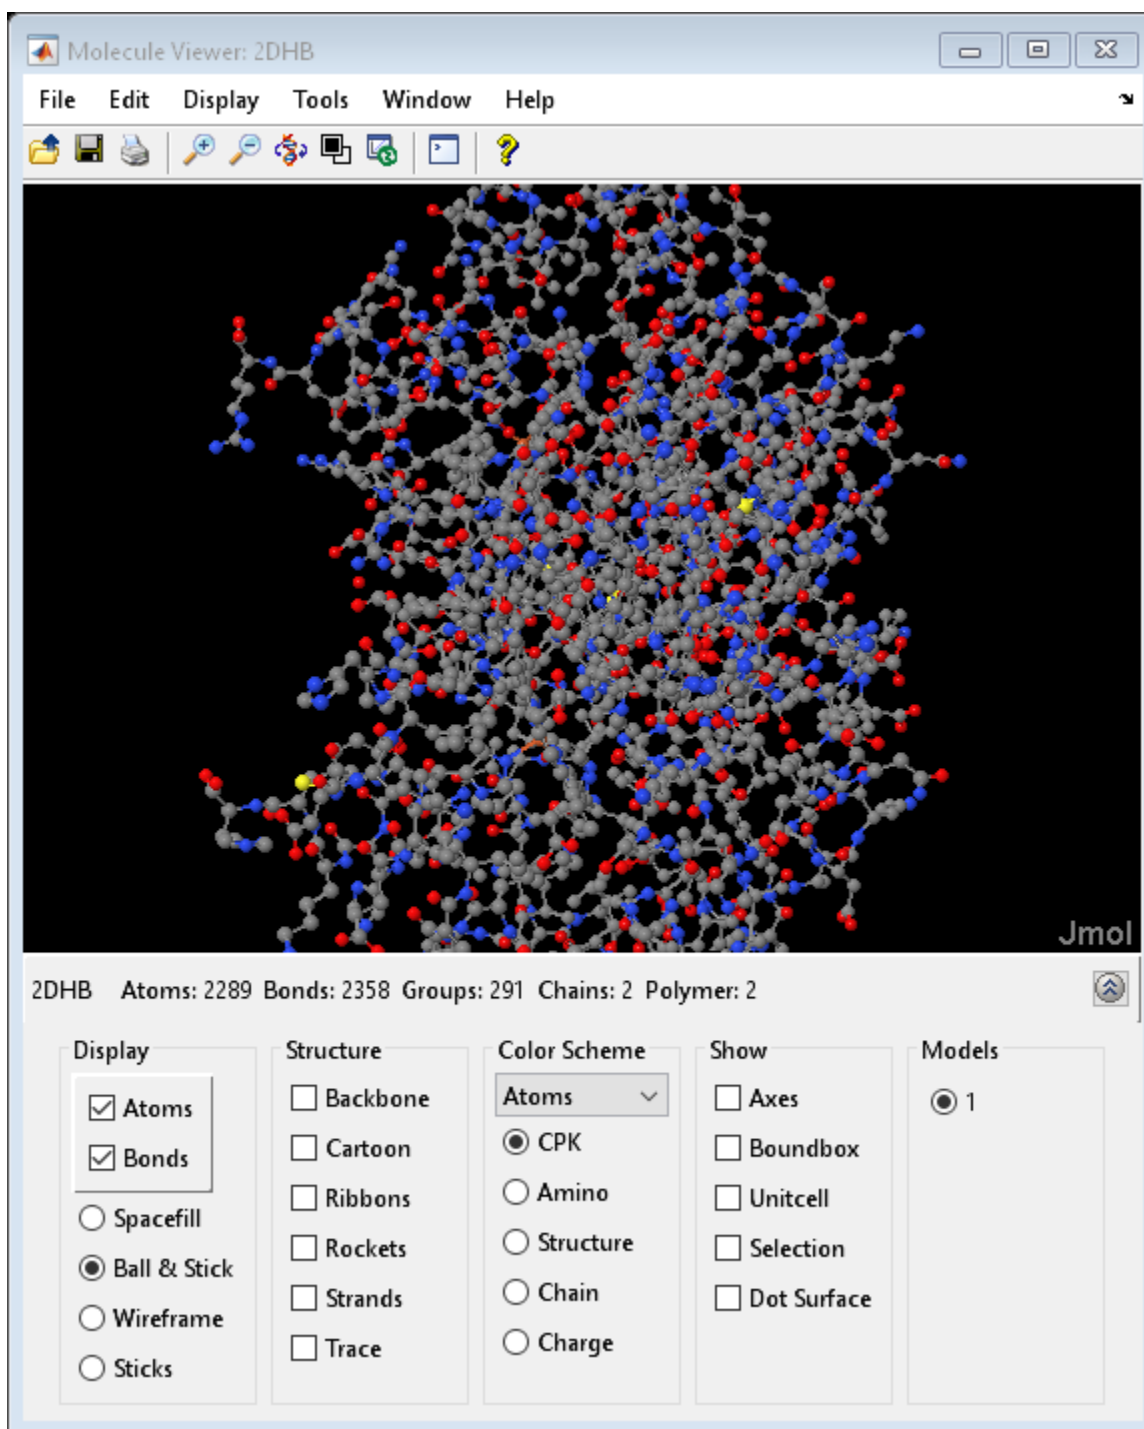 Molecule Viewer: 2DHB
File Edit Display Tools Window Help
Jmol
2DHB Atoms: 2289 Bonds: 2358 Groups: 291 Chains: 2 Polymer: 2
Display
Atoms
Bonds
Spacefill
Ball & Stick
Wireframe
Sticks
Structure
Backbone
Cartoon
Ribbons
Rockets
Strands
Trace
Color Scheme
Atoms
CPK
Amino
Structure
Chain
Charge
Show
Axes
Boundbox
Unitcell
Selection
Dot Surface
Models
1